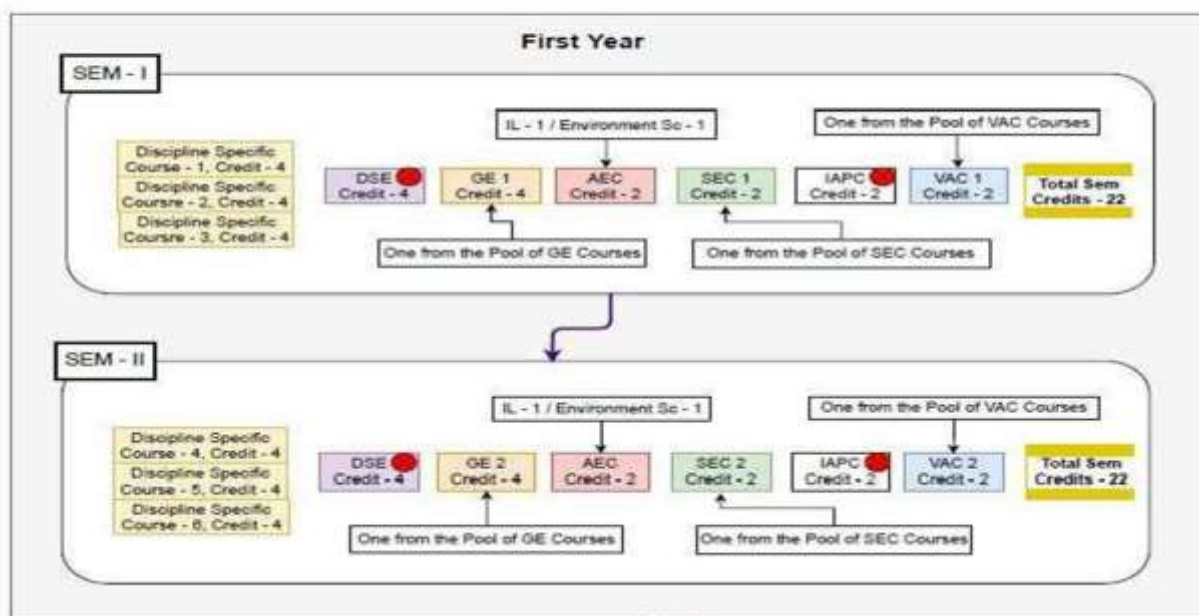 First Year
SEM - I
IL - 1 / Environment Sc - 1
One from the Pool of VAC Courses
Discipline Specific
Course - 1, Credit - 4
Discipline Specific
Coursre - 2, Credit - 4
Discipline Specific
Coursre - 3, Credit - 4
DSE
Credit - 4
GE 1
Credit - 4
AEC
Credit - 2
SEC 1
Credit - 2
IAPC
Credit - 2
VAC 1
Credit - 2
Total Sem
Credits - 22
One from the Pool of GE Courses
One from the Pool of SEC Courses
SEM - II
IL - 1 / Environment Sc - 1
One from the Pool of VAC Courses
Discipline Specific
Course - 4, Credit - 4
Discipline Specific
Course - 5, Credit - 4
Discipline Specific
Course - 6, Credit - 4
DSE
Credit - 4
GE 2
Credit - 4
AEC
Credit - 2
SEC 2
Credit - 2
IAPC
Credit - 2
VAC 2
Credit - 2
Total Sem
Credits - 22
One from the Pool of GE Courses
One from the Pool of SEC Courses